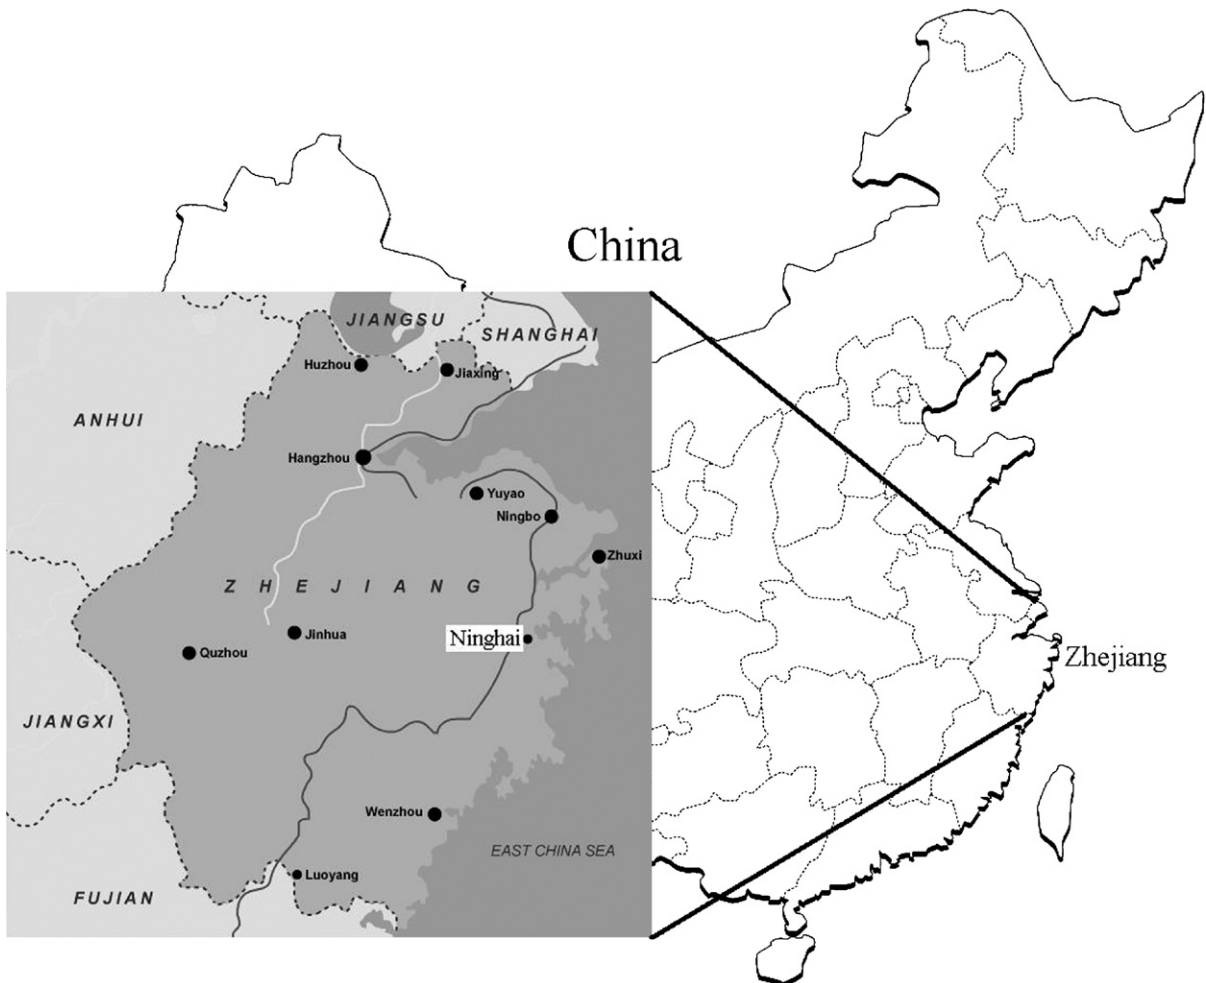 China
JIANGSU
SHANGHAI
Huzhou
Jiaxing
ANHUI
Hangzhou
Yuyao
Ningbo
Zhuxi
ZHEJIANG
Jinhua
Ninghai
Quzhou
Zhejiang
JIANGXI
Wenzhou
EAST CHINA SEA
Luoyang
FUJIAN